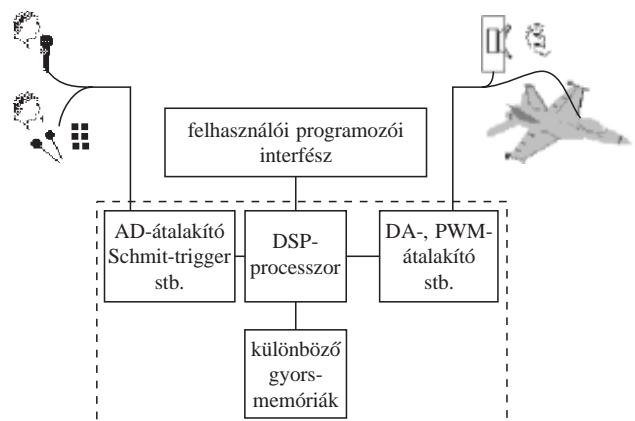 felhasználói programozói
interfész
AD-átalakító
Schmit-trigger
stb.
DSP-
processzor
DA-, PWM-
átalakító
stb.
különböző
gyors-
memóriák